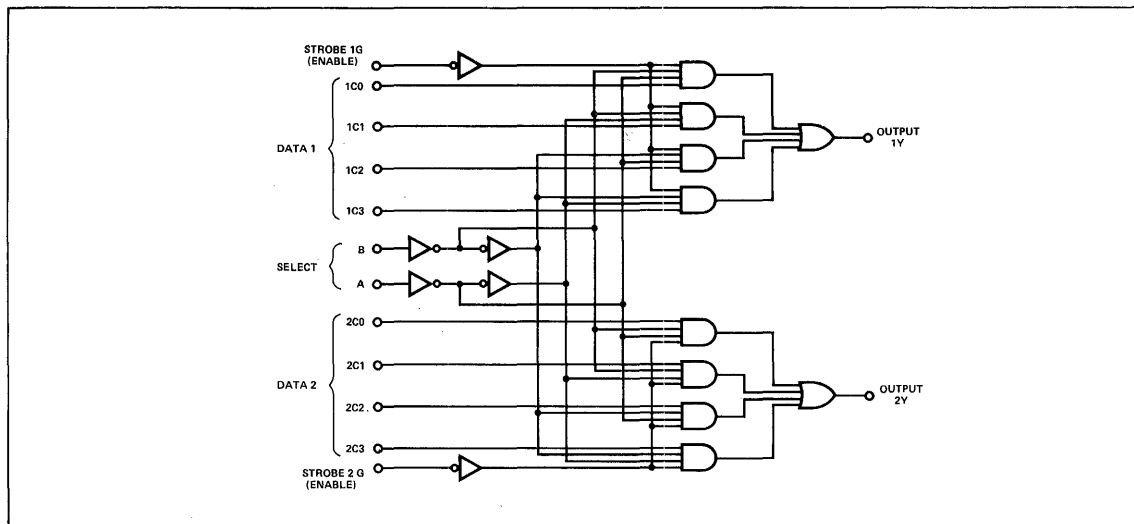 STROBE 1G
(ENABLE)
1C0
1C1
DATA 1
1C2
1C3
B
SELECT
A
2C0
2C1
DATA 2
2C2.
2C3
STROBE 2 G
(ENABLE)
OUTPUT
1Y
OUTPUT
2Y